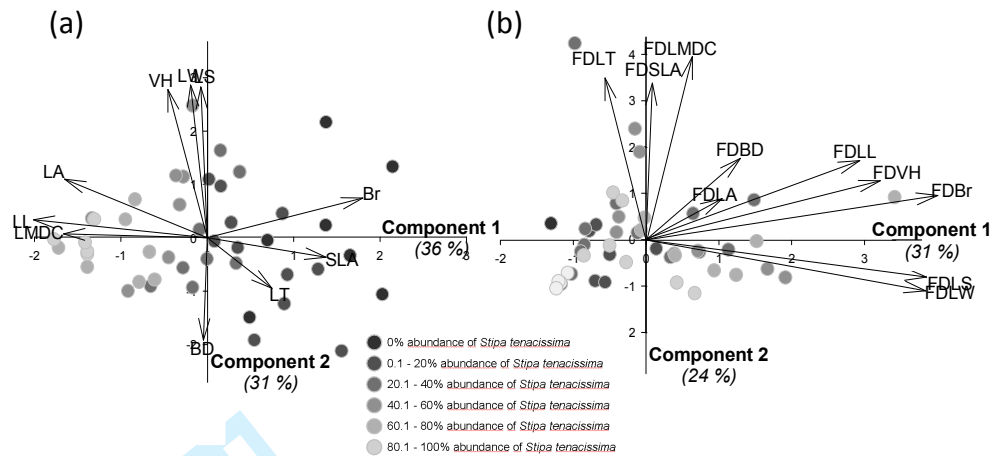 (a)
(b)
VH
LW
LS
LA
LL
LMDC
Br
SLA
LT
BD
2
0
-2
-1
0
1
2
3
-1
-2
Component 1
(36 %)
Component 2
(31 %)
FDLT
FDLMDC
FDSLA
FDBD
FDLA
FDLL
FDVH
FDBr
FDLS
FDLW
4
3
2
1
0
-2
-1
0
1
2
3
-1
2
Component 1
(31 %)
Component 2
(24 %)
0% abundance of Stipa tenacissima
0.1 - 20% abundance of Stipa tenacissima
20.1 - 40% abundance of Stipa tenacissima
40.1 - 60% abundance of Stipa tenacissima
60.1 - 80% abundance of Stipa tenacissima
80.1 - 100% abundance of Stipa tenacissima